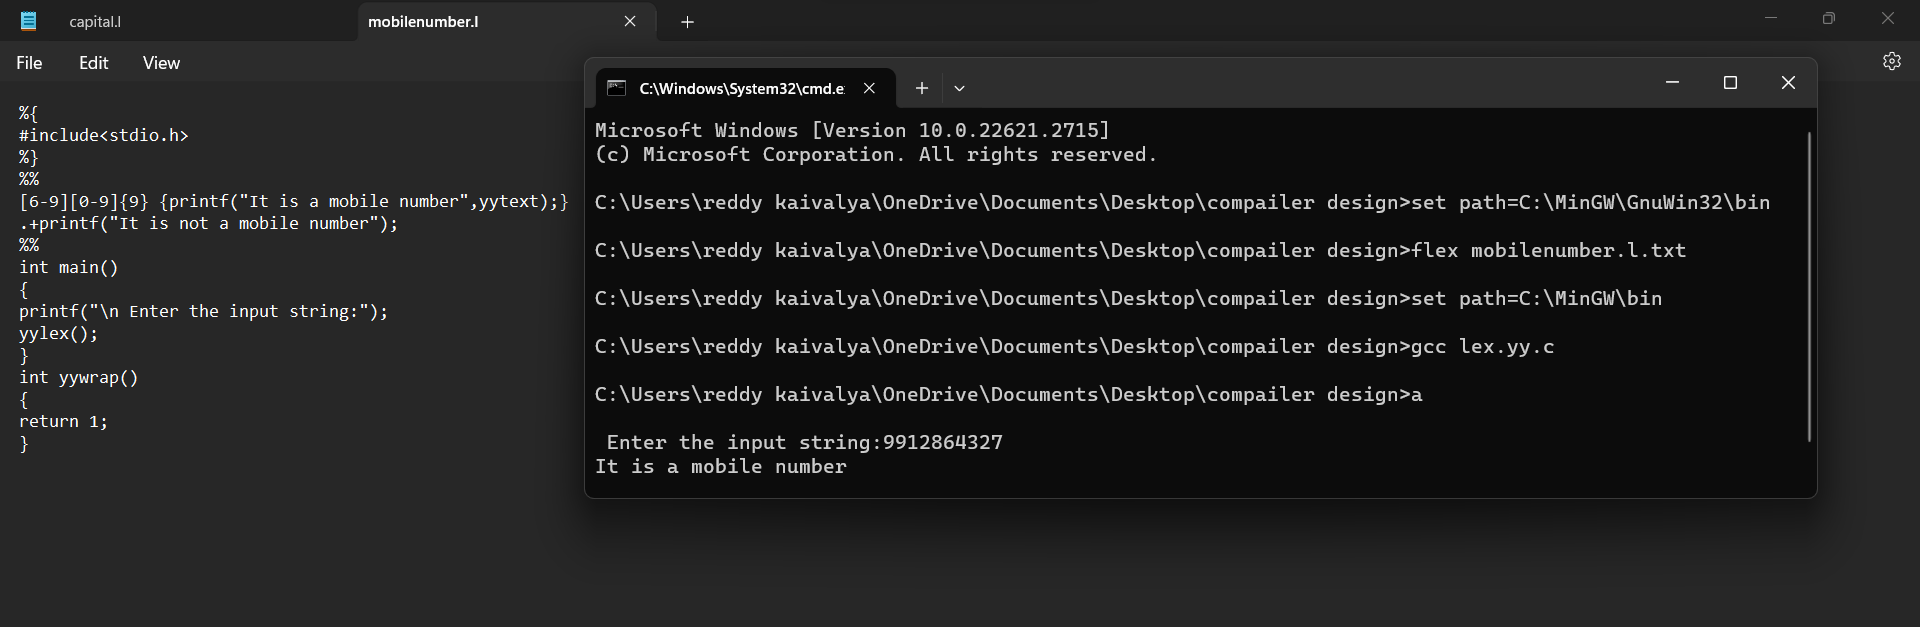 capital.l
mobilenumber.l
File Edit View
%{
#include<stdio.h>
%}
%%
[6-9][0-9]{9} {printf("It is a mobile number",yytext);}
.+printf("It is not a mobile number");
%%
int main()
{
printf("\n Enter the input string:");
yylex();
}
int yywrap()
{
return 1;
}
C:\Windows\System32\cmd.e
Microsoft Windows [Version 10.0.22621.2715]
(c) Microsoft Corporation. All rights reserved.
C:\Users\reddy kaivalya\OneDrive\Documents\Desktop\compailer design>set path=C:\MinGW\GnuWin32\bin
C:\Users\reddy kaivalya\OneDrive\Documents\Desktop\compailer design>flex mobilenumber.l.txt
C:\Users\reddy kaivalya\OneDrive\Documents\Desktop\compailer design>set path=C:\MinGW\bin
C:\Users\reddy kaivalya\OneDrive\Documents\Desktop\compailer design>gcc lex.yy.c
C:\Users\reddy kaivalya\OneDrive\Documents\Desktop\compailer design>a
Enter the input string:9912864327
It is a mobile number